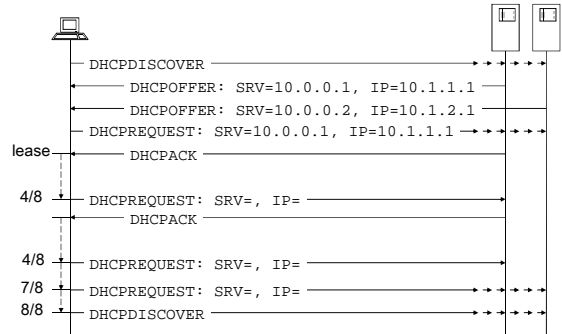 DHCPDISCOVER
DHCPOFFER: SRV=10.0.0.1, IP=10.1.1.1
DHCPOFFER: SRV=10.0.0.2, IP=10.1.2.1
DHCPREQUEST: SRV=10.0.0.1, IP=10.1.1.1
lease DHCPACK
4/8 DHCPREQUEST: SRV=, IP=
DHCPACK
4/8 DHCPREQUEST: SRV=, IP=
7/8 DHCPREQUEST: SRV=, IP=
8/8 DHCPDISCOVER